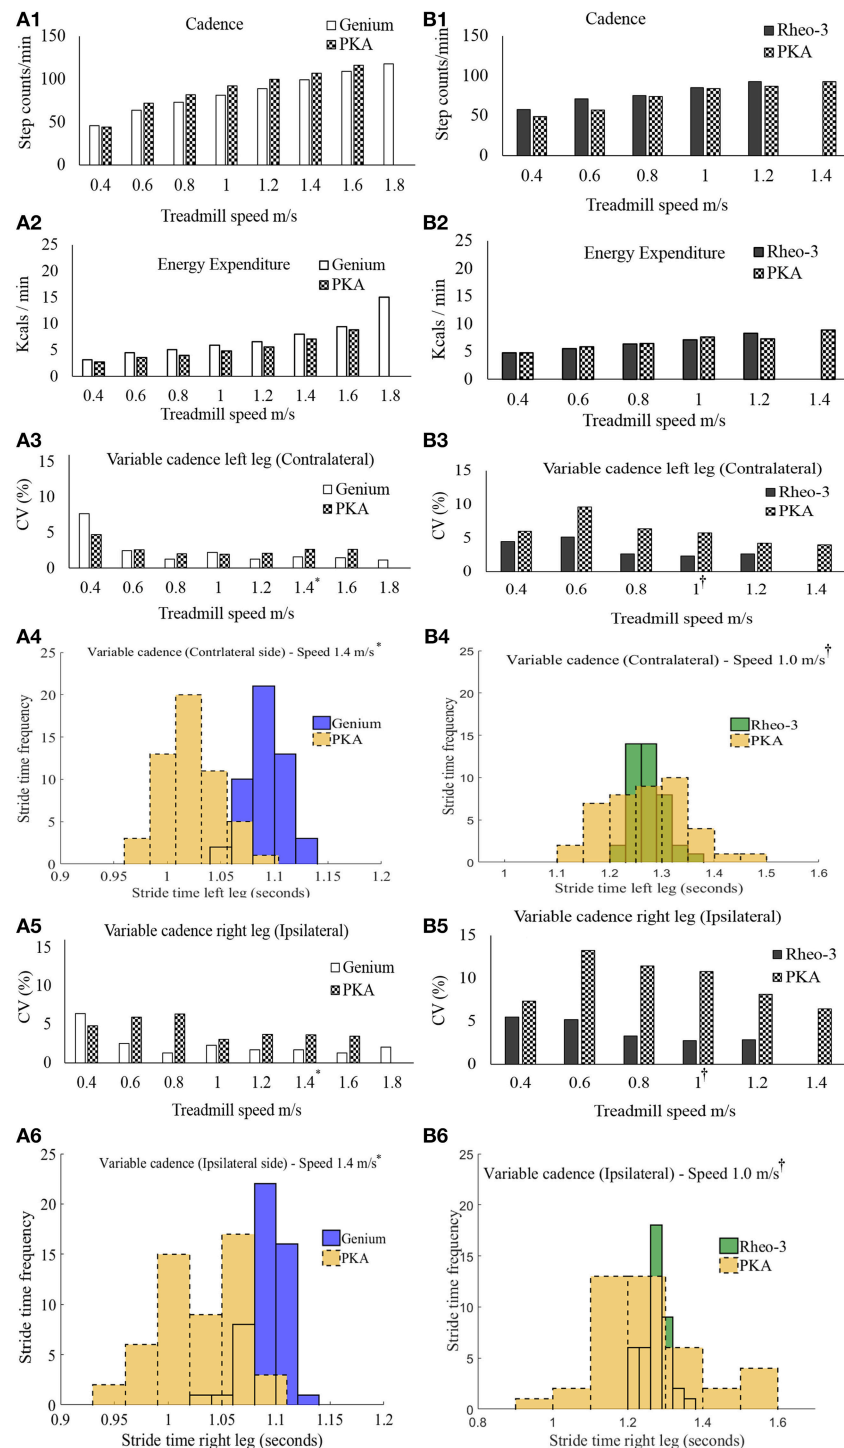 A1
Cadence
Genium
PKA
Step counts/min
150
100
50
0
0.4 0.6 0.8 1 1.2 1.4 1.6 1.8
Treadmill speed m/s
B1
Cadence
Rheo-3
PKA
Step counts/min
150
100
50
0
0.4 0.6 0.8 1 1.2 1.4
Treadmill speed m/s
A2
Energy Expenditure
Genium
PKA
Kcals / min
25
20
15
10
5
0
0.4 0.6 0.8 1 1.2 1.4 1.6 1.8
Treadmill speed m/s
B2
Energy Expenditure
Rheo-3
PKA
Kcals / min
25
20
15
10
5
0
0.4 0.6 0.8 1 1.2 1.4
Treadmill speed m/s
A3
Variable cadence left leg (Contralateral)
Genium
PKA
CV (%)
15
10
5
0
0.4 0.6 0.8 1 1.2 1.4* 1.6 1.8
Treadmill speed m/s
B3
Variable cadence left leg (Contralateral)
Rheo-3
PKA
CV (%)
15
10
5
0
0.4 0.6 0.8 1† 1.2 1.4
Treadmill speed m/s
A4
Variable cadence (Contrlateral side) - Speed 1.4 m/s*
Genium
PKA
Stride time frequency
25
20
15
10
5
0
0.9 0.95 1 1.05 1.1 1.15 1.2
Stride time left leg (seconds)
B4
Variable cadence (Contralateral) - Speed 1.0 m/s†
Rheo-3
PKA
Stride time frequency
25
20
15
10
5
0
1 1.1 1.2 1.3 1.4 1.5 1.6
Stride time left leg (seconds)
A5
Variable cadence right leg (Ipsilateral)
Genium
PKA
CV (%)
15
10
5
0
0.4 0.6 0.8 1 1.2 1.4* 1.6 1.8
Treadmill speed m/s
B5
Variable cadence right leg (Ipsilateral)
Rheo-3
PKA
CV (%)
15
10
5
0
0.4 0.6 0.8 1† 1.2 1.4
Treadmill speed m/s
A6
Variable cadence (Ipsilateral side) - Speed 1.4 m/s*
Genium
PKA
Stride time frequency
25
20
15
10
5
0
0.9 0.95 1 1.05 1.1 1.15 1.2
Stride time right leg (seconds)
B6
Variable cadence (Ipsilateral) - Speed 1.0 m/s†
Rheo-3
PKA
Stride time frequency
25
20
15
10
5
0
0.8 1 1.2 1.4 1.6
Stride time right leg (seconds)